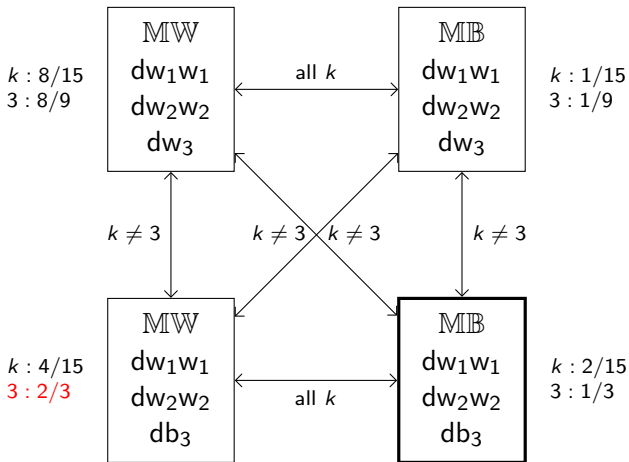 𝕄𝕎
dw₁w₁
dw₂w₂
dw₃
k : 8/15
3 : 8/9
all k
𝕄𝔹
dw₁w₁
dw₂w₂
dw₃
k : 1/15
3 : 1/9
k ≠ 3
k ≠ 3
k ≠ 3
k ≠ 3
𝕄𝕎
dw₁w₁
dw₂w₂
db₃
k : 4/15
3 : 2/3
all k
𝕄𝔹
dw₁w₁
dw₂w₂
db₃
k : 2/15
3 : 1/3